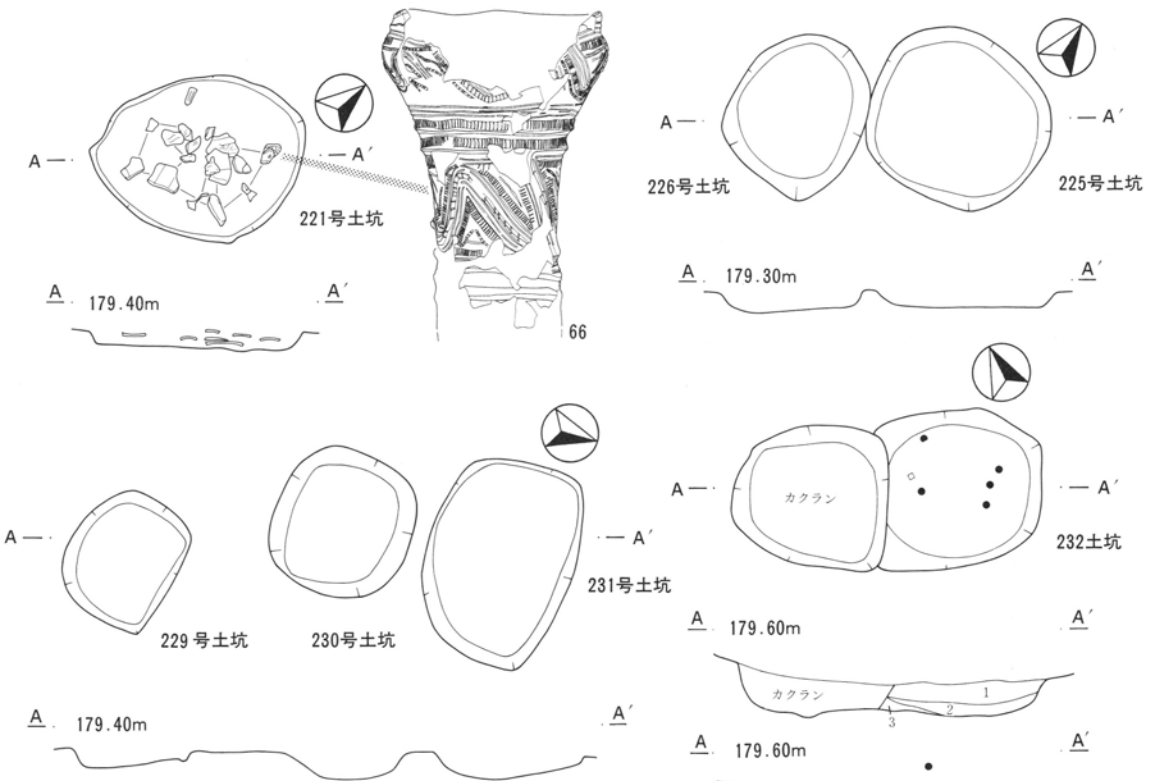 A
A′
221号土坑
A 179.40m A′
66
A
A′
226号土坑
225号土坑
A 179.30m A′
A
A′
229号土坑
230号土坑
231号土坑
A 179.40m A′
A
カクラン
A′
232土坑
A 179.60m A′
カクラン
1
2
3
A 179.60m A′